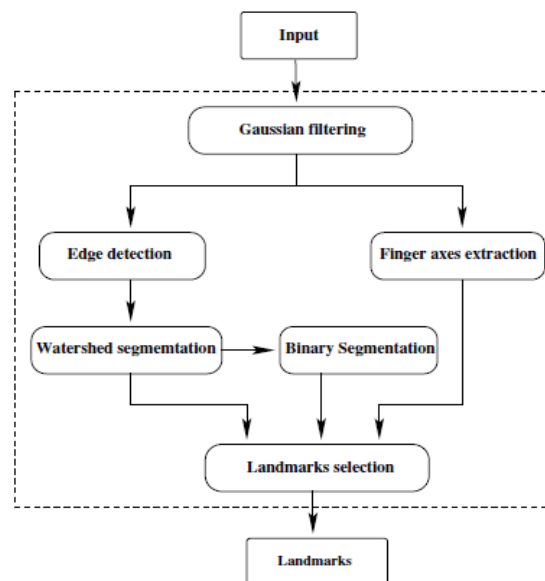 Input
Gaussian filtering
Edge detection
Finger axes extraction
Watershed segmemtation
Binary Segmentation
Landmarks selection
Landmarks